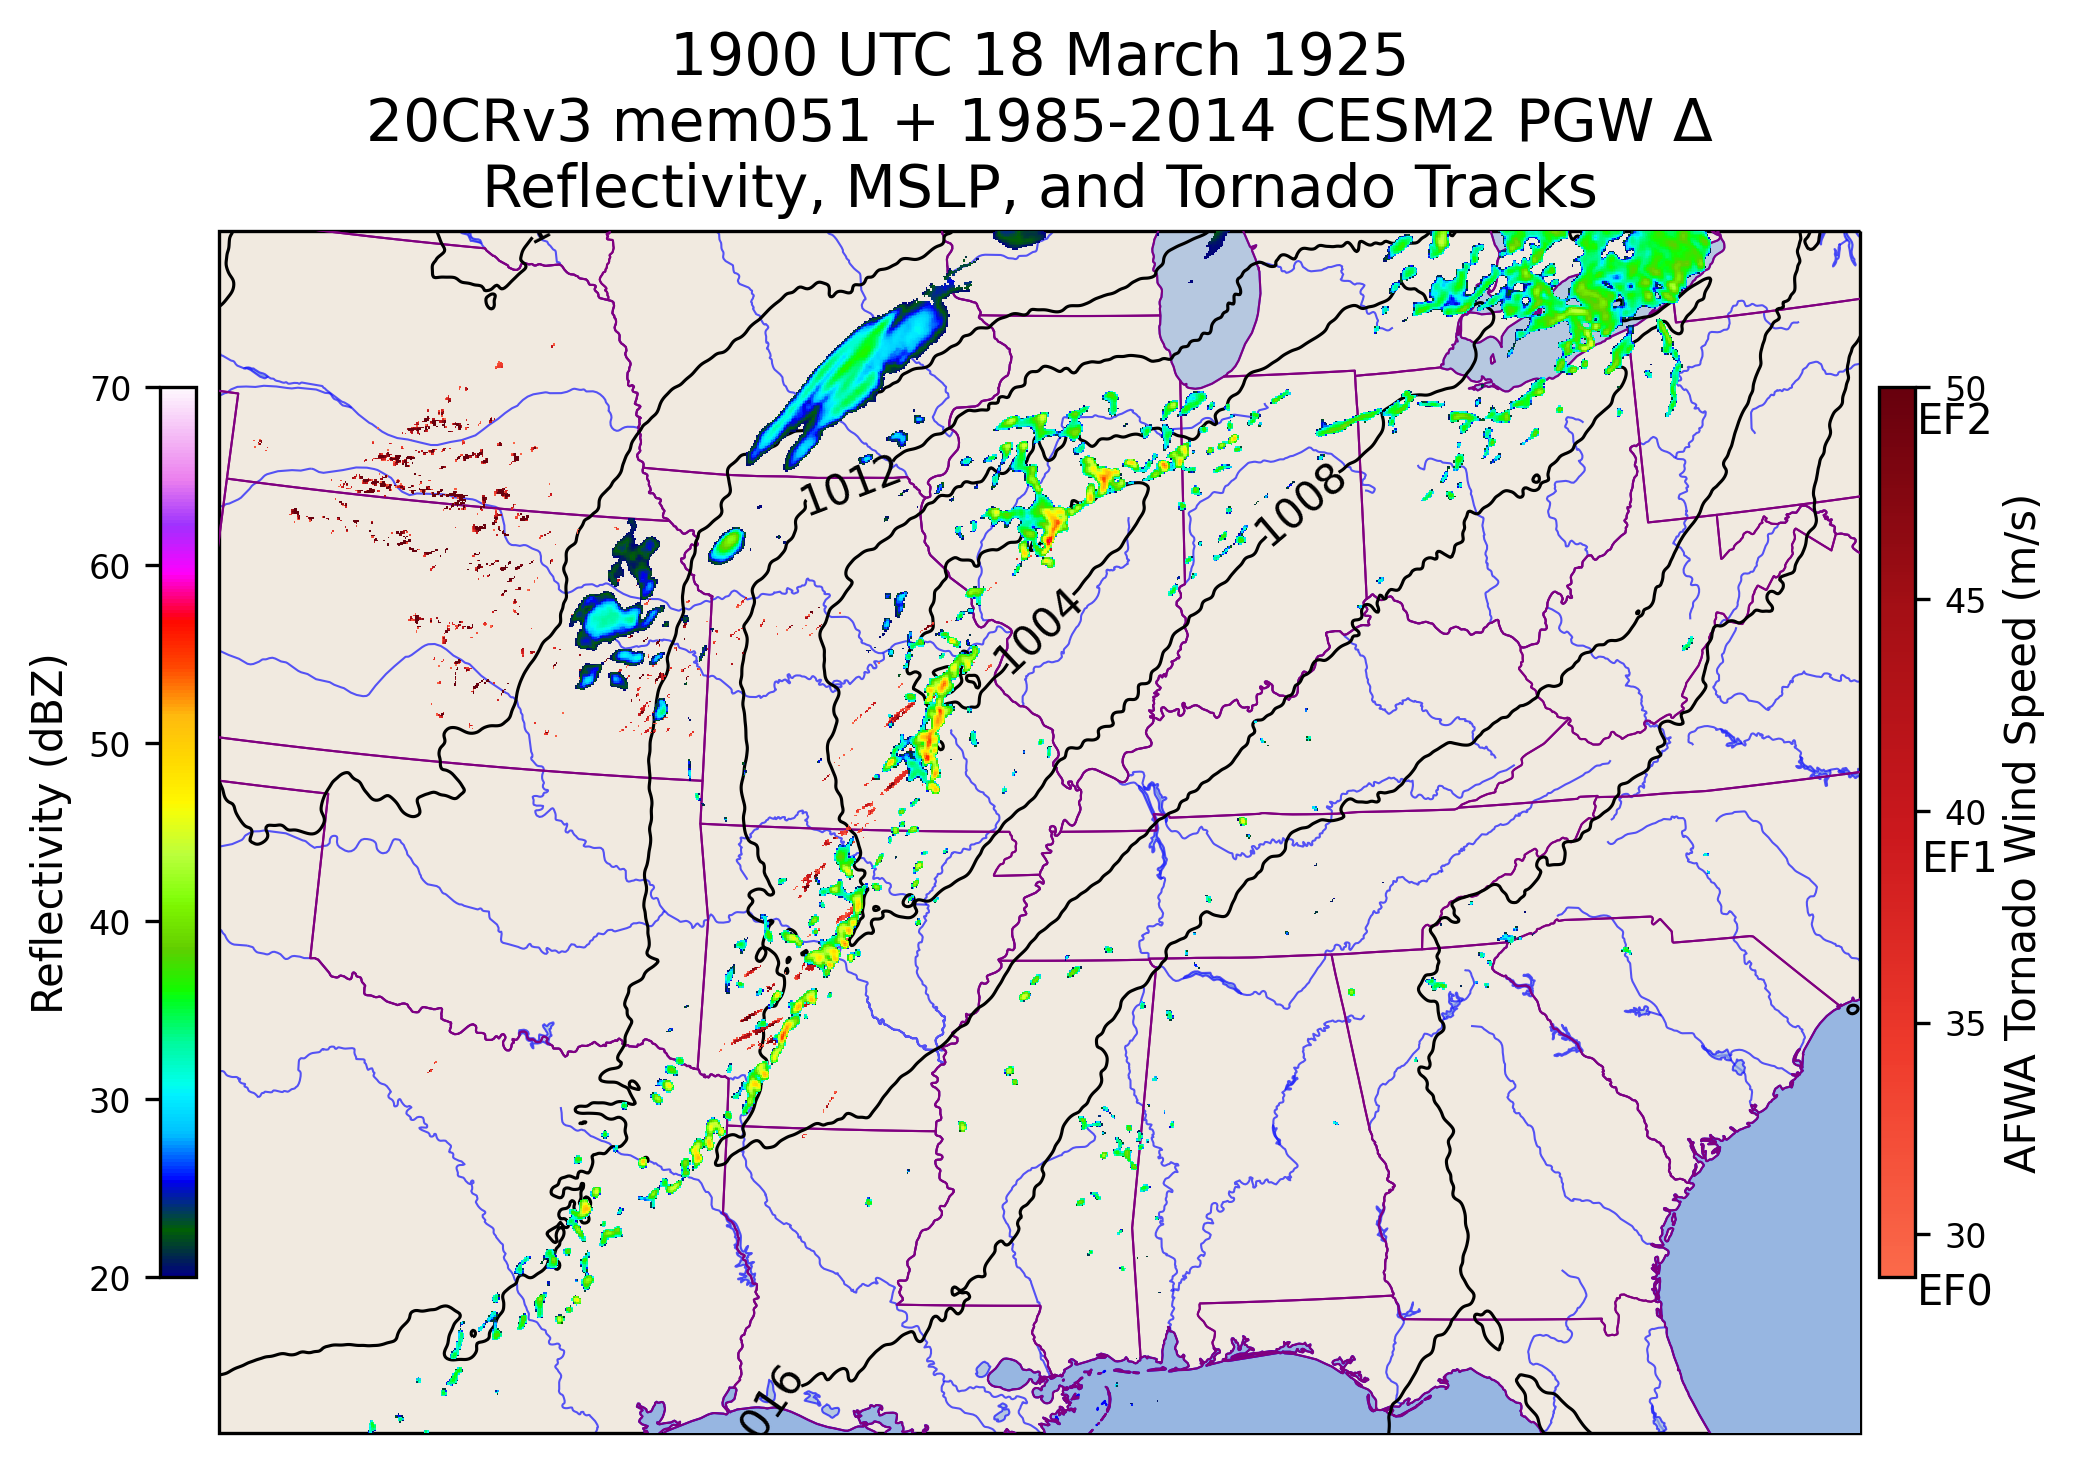 1900 UTC 18 March 1925
20CRv3 mem051 + 1985-2014 CESM2 PGW Δ
Reflectivity, MSLP, and Tornado Tracks
70
60
50
40
30
20
Reflectivity (dBZ)
1012
1008
1004
016
50
EF2
45
40
EF1
35
30
EF0
AFWA Tornado Wind Speed (m/s)